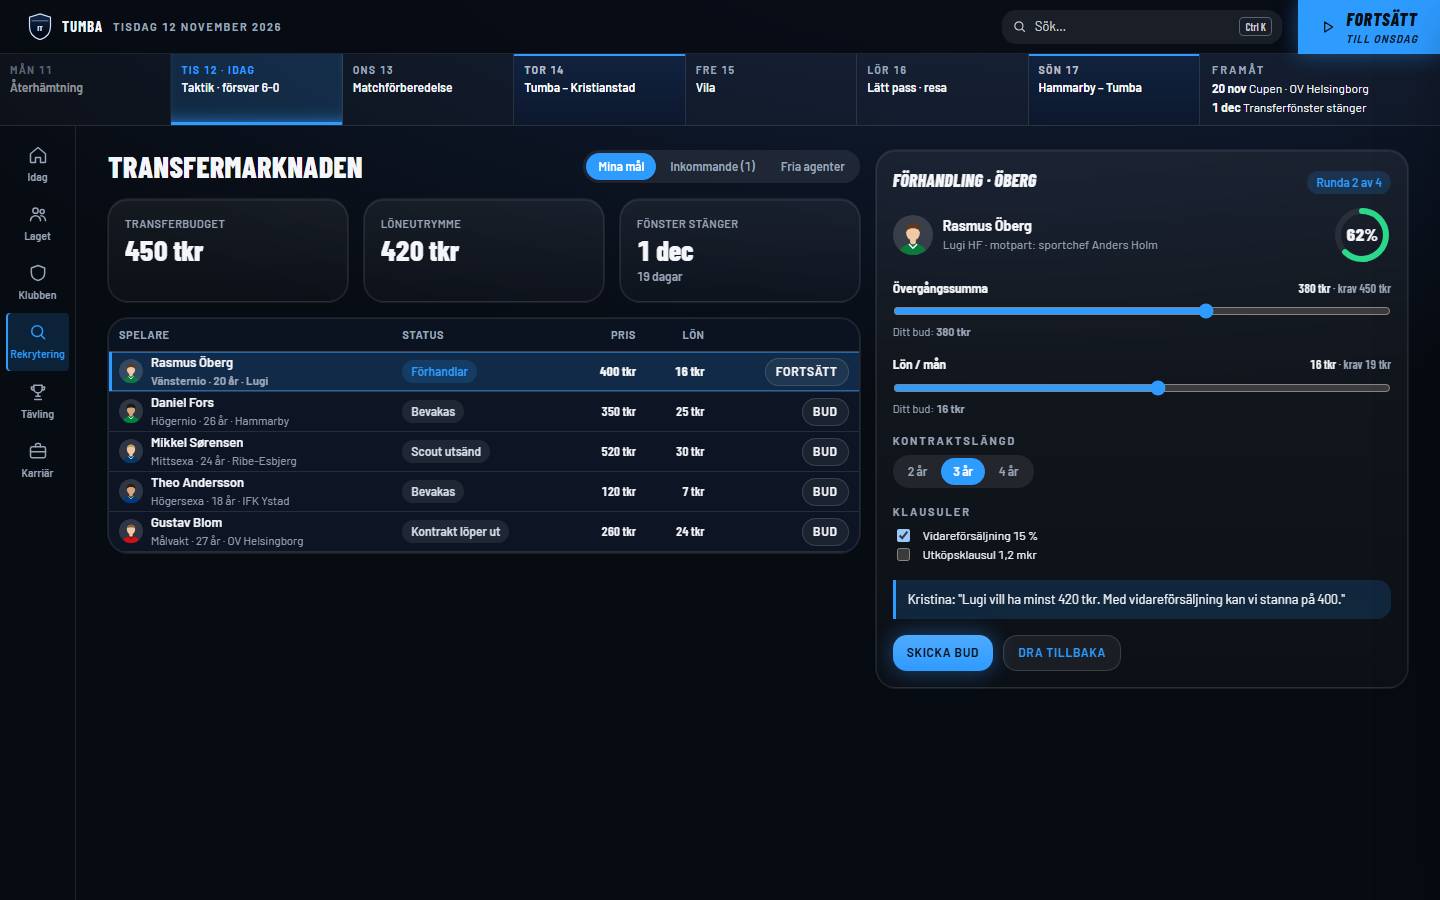 IT
TUMBA TISDAG 12 NOVEMBER 2026
Sök... Ctrl K
FORTSÄTT
TILL ONSDAG
MÅN 11
Återhämtning
TIS 12 · IDAG
Taktik · försvar 6-0
ONS 13
Matchförberedelse
TOR 14
Tumba – Kristianstad
FRE 15
Vila
LÖR 16
Lätt pass · resa
SÖN 17
Hammarby – Tumba
FRAMÅT
20 nov Cupen · OV Helsingborg
1 dec Transferfönster stänger
Idag
Laget
Klubben
Rekrytering
Tävling
Karriär
TRANSFERMARKNADEN
Mina mål Inkommande (1) Fria agenter
TRANSFERBUDGET
450 tkr
LÖNEUTRYMME
420 tkr
FÖNSTER STÄNGER
1 dec
19 dagar
SPELARE STATUS PRIS LÖN
Rasmus Öberg
Vänsternio · 20 år · Lugi
Förhandlar 400 tkr 16 tkr FORTSÄTT
Daniel Fors
Högernio · 26 år · Hammarby
Bevakas 350 tkr 25 tkr BUD
Mikkel Sørensen
Mittsexa · 24 år · Ribe-Esbjerg
Scout utsänd 520 tkr 30 tkr BUD
Theo Andersson
Högersexa · 18 år · IFK Ystad
Bevakas 120 tkr 7 tkr BUD
Gustav Blom
Målvakt · 27 år · OV Helsingborg
Kontrakt löper ut 260 tkr 24 tkr BUD
FÖRHANDLING · ÖBERG
Runda 2 av 4
Rasmus Öberg
Lugi HF · motpart: sportchef Anders Holm
62%
Övergångssumma 380 tkr · krav 450 tkr
Ditt bud: 380 tkr
Lön / mån 16 tkr · krav 19 tkr
Ditt bud: 16 tkr
KONTRAKTSLÄNGD
2 år 3 år 4 år
KLAUSULER
Vidareförsäljning 15 %
Utköpsklausul 1,2 mkr
Kristina: "Lugi vill ha minst 420 tkr. Med vidareförsäljning kan vi stanna på 400."
SKICKA BUD DRA TILLBAKA